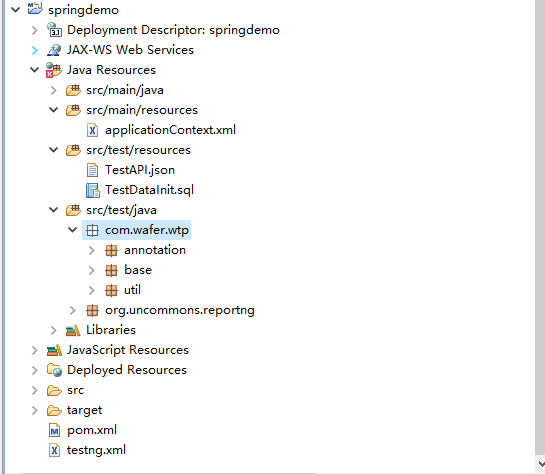 springdemo
Deployment Descriptor: springdemo
JAX-WS Web Services
Java Resources
src/main/java
src/main/resources
applicationContext.xml
src/test/resources
TestAPI.json
TestDataInit.sql
src/test/java
com.wafer.wtp
annotation
base
util
org.uncommons.reportng
Libraries
JavaScript Resources
Deployed Resources
src
target
pom.xml
testng.xml